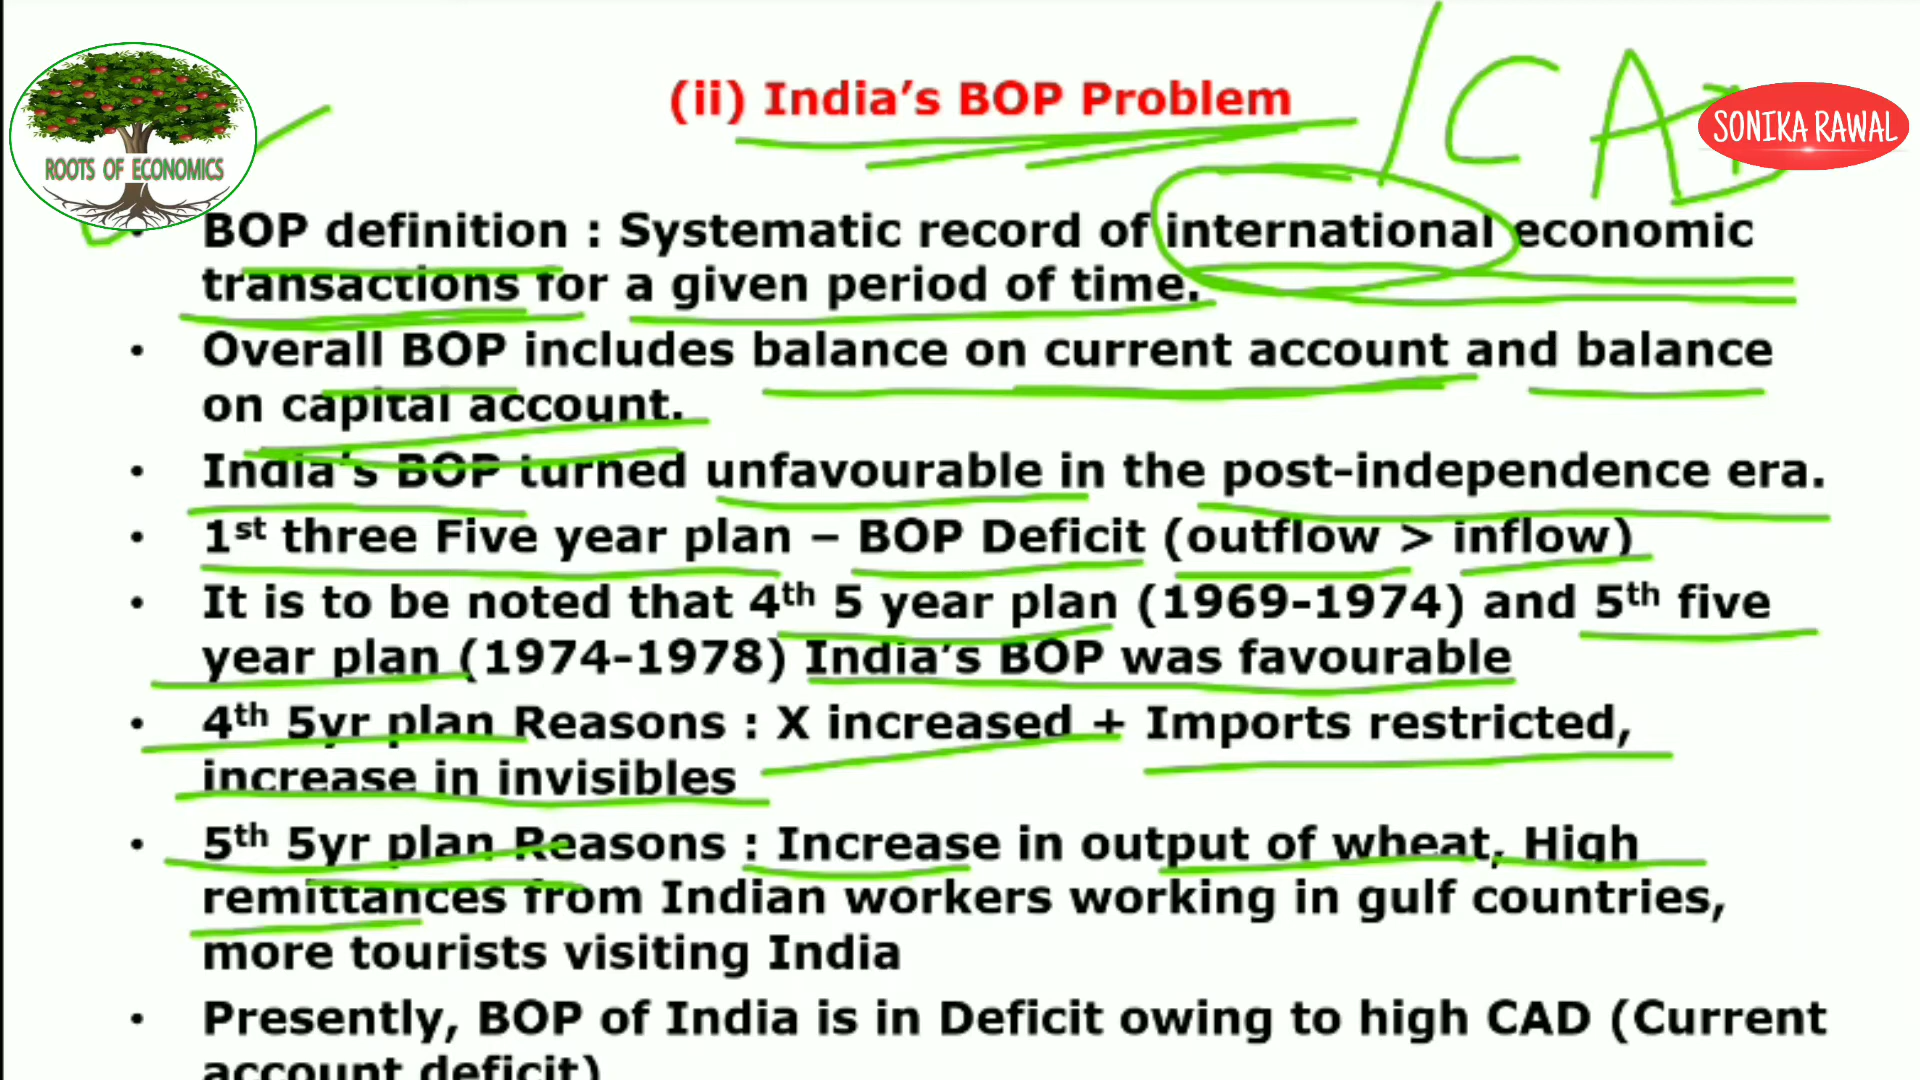 (ii) India's BOP Problem
/CAD
ROOTS OF ECONOMICS
SONIKA RAWAL
• BOP definition : Systematic record of international economic
transactions for a given period of time.
• Overall BOP includes balance on current account and balance
on capital account.
• India's BOP turned unfavourable in the post-independence era.
• 1st three Five year plan – BOP Deficit (outflow > inflow)
• It is to be noted that 4th 5 year plan (1969-1974) and 5th five
year plan (1974-1978) India's BOP was favourable
• 4th 5yr plan Reasons : X increased + Imports restricted,
increase in invisibles
• 5th 5yr plan Reasons : Increase in output of wheat, High
remittances from Indian workers working in gulf countries,
more tourists visiting India
• Presently, BOP of India is in Deficit owing to high CAD (Current
account deficit)